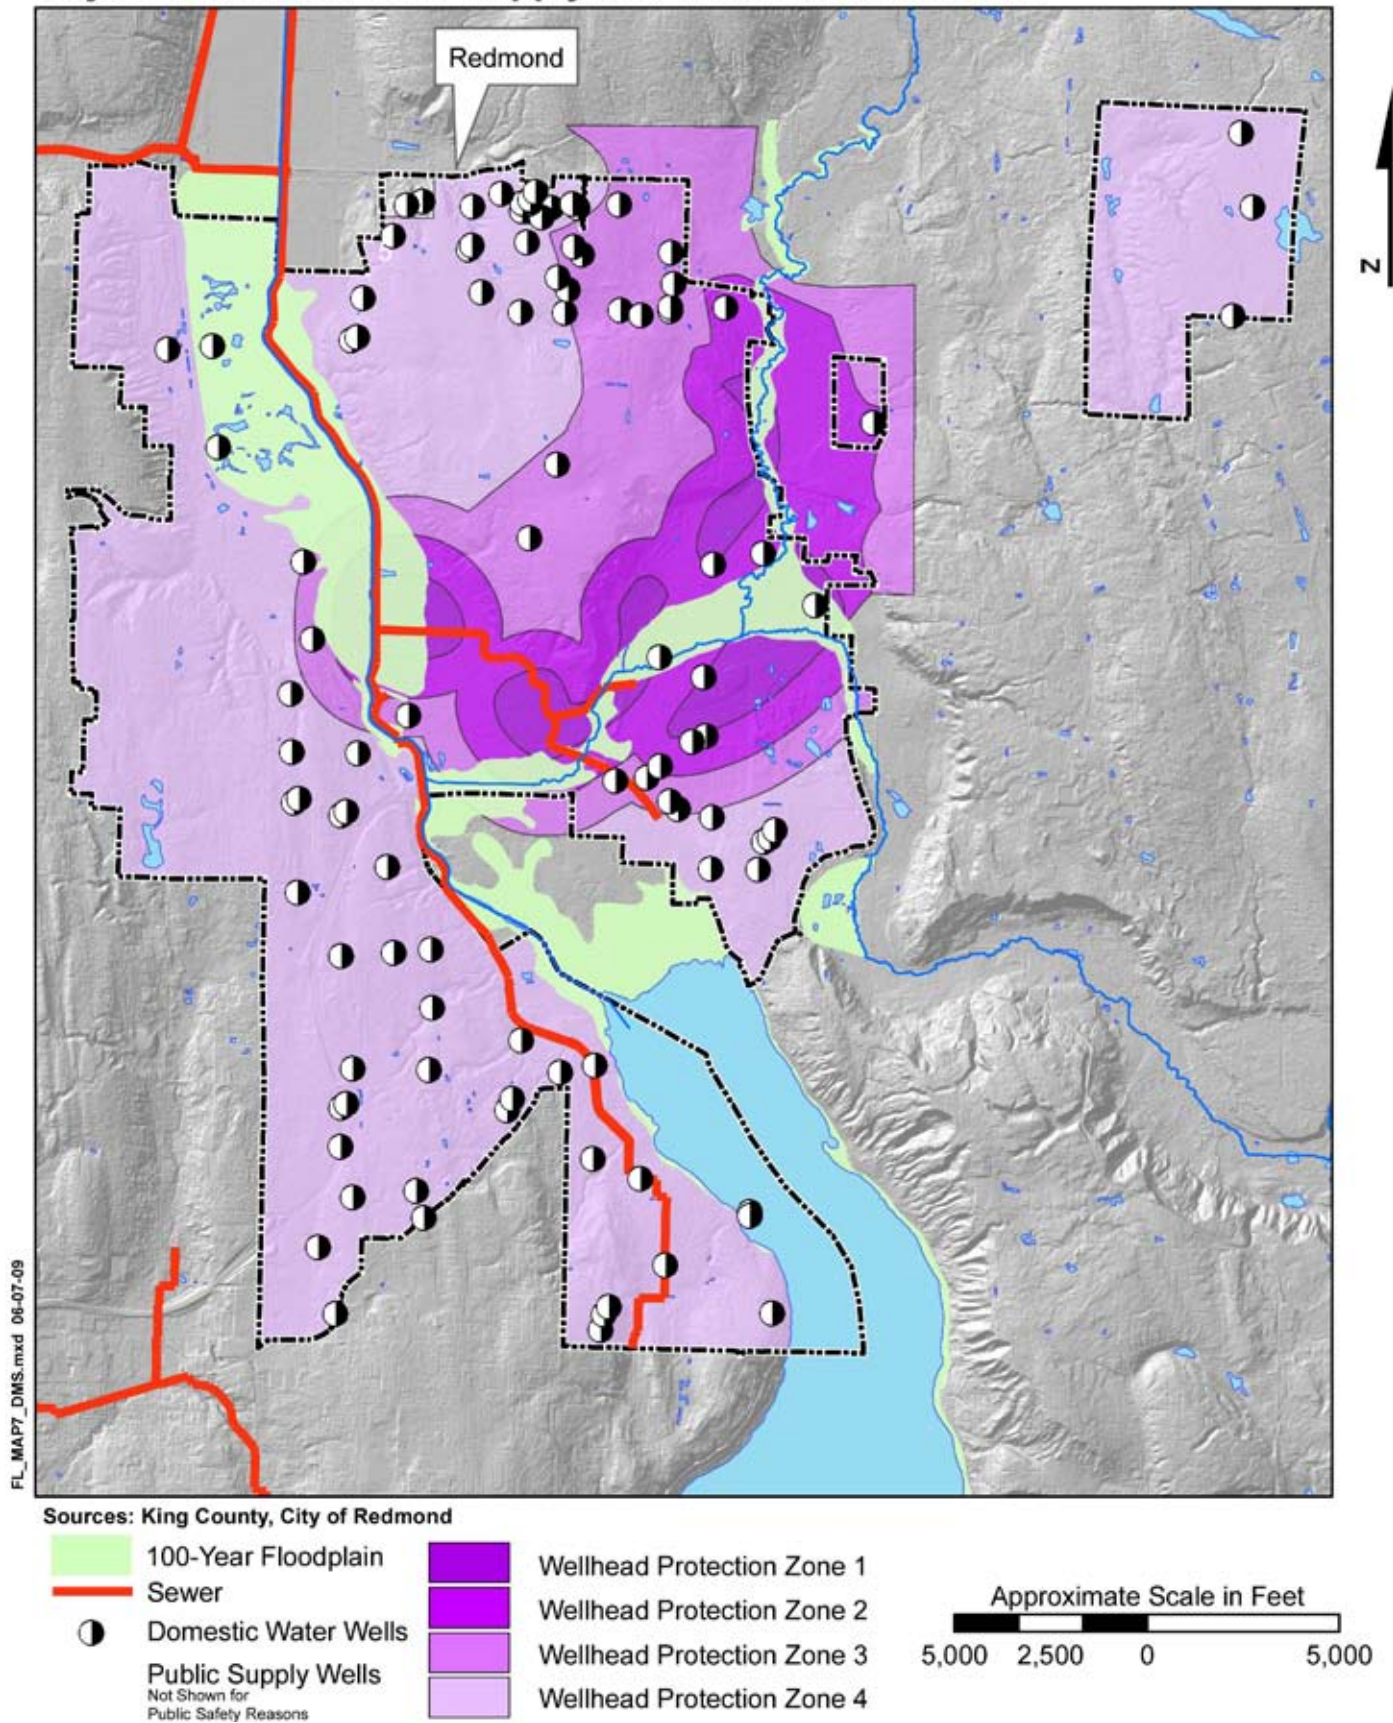 Redmond
N
FL_MAP7_DMS.mxd 06-07-09
Sources: King County, City of Redmond
100-Year Floodplain
Sewer
Domestic Water Wells
Public Supply Wells
Not Shown for
Public Safety Reasons
Wellhead Protection Zone 1
Wellhead Protection Zone 2
Wellhead Protection Zone 3
Wellhead Protection Zone 4
Approximate Scale in Feet
5,000 2,500 0 5,000